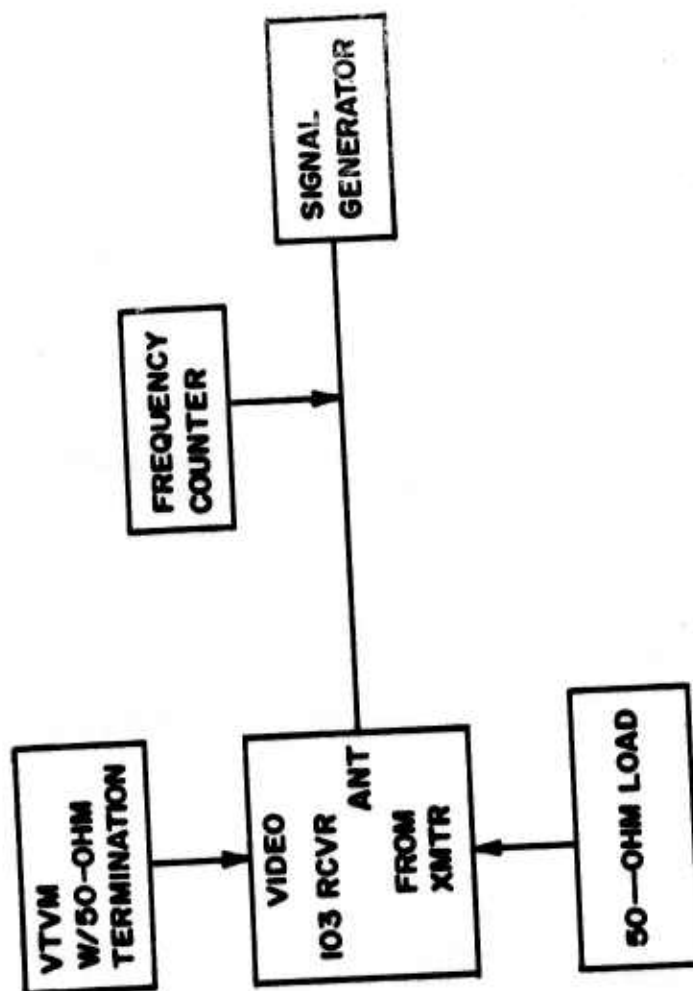 VTVM
W/50-OHM
TERMINATION
FREQUENCY
COUNTER
VIDEO
103 RCVR
ANT
FROM
XMTR
SIGNAL
GENERATOR
50-OHM LOAD